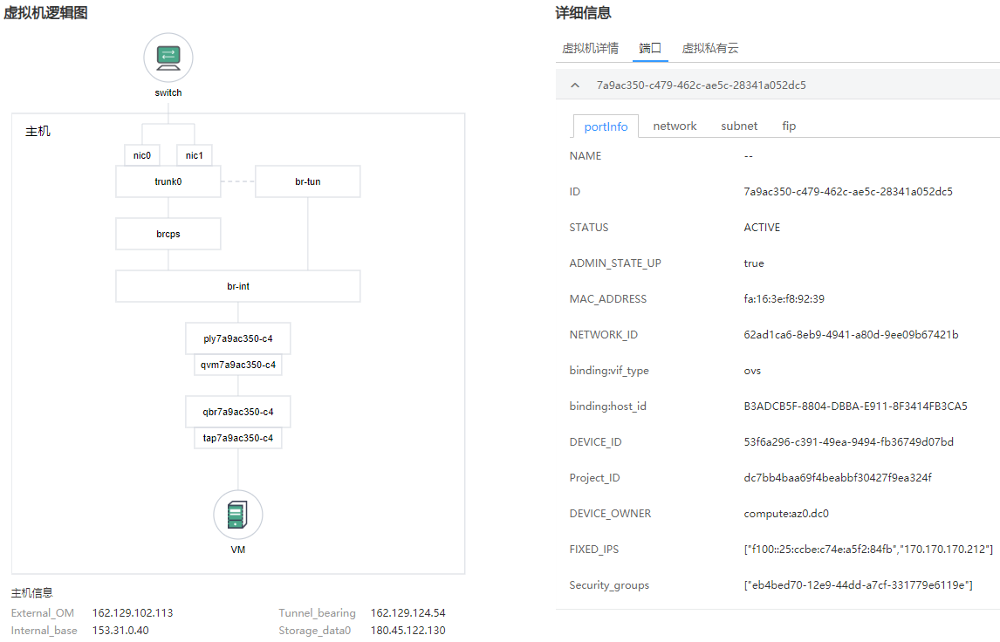 虚拟机逻辑图
switch
主机
nic0 nic1
trunk0 br-tun
brcps
br-int
ply7a9ac350-c4
qvm7a9ac350-c4
qbr7a9ac350-c4
tap7a9ac350-c4
VM
主机信息
External_OM 162.129.102.113 Tunnel_bearing 162.129.124.54
Internal_base 153.31.0.40 Storage_data0 180.45.122.130
详细信息
虚拟机详情 端口 虚拟私有云
7a9ac350-c479-462c-ae5c-28341a052dc5
portInfo network subnet fip
NAME --
ID 7a9ac350-c479-462c-ae5c-28341a052dc5
STATUS ACTIVE
ADMIN_STATE_UP true
MAC_ADDRESS fa:16:3e:f8:92:39
NETWORK_ID 62ad1ca6-8eb9-4941-a80d-9ee09b67421b
binding:vif_type ovs
binding:host_id B3ADCB5F-8804-DBBA-E911-8F3414FB3CA5
DEVICE_ID 53f6a296-c391-49ea-9494-fb36749d07bd
Project_ID dc7bb4baa69f4beabbf30427f9ea324f
DEVICE_OWNER compute:az0.dc0
FIXED_IPS ["f100::25:ccbe:c74e:a5f2:84fb","170.170.170.212"]
Security_groups ["eb4bed70-12e9-44dd-a7cf-331779e6119e"]